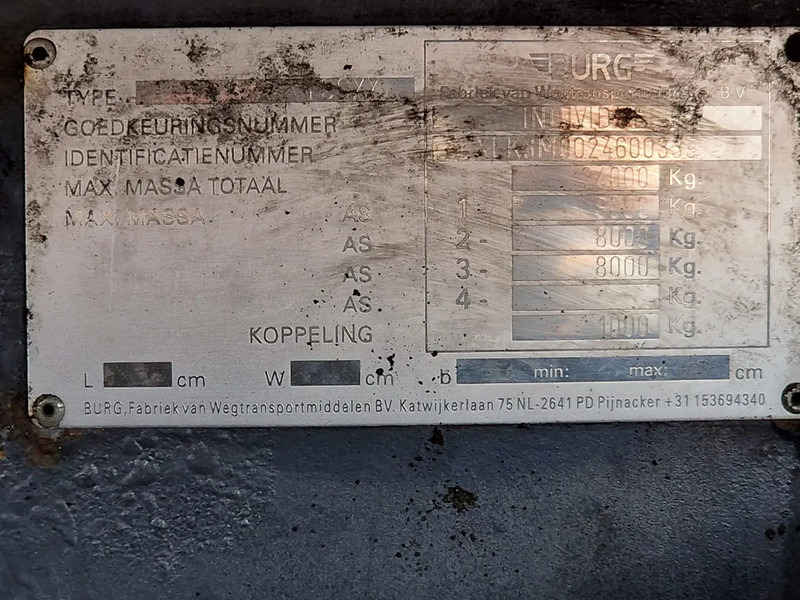 BURG
TYPE
Fabriek van B.V.
GOEDKEURINGSNUMMER
IDENTIFICATIENUMMER
MAX. MASSA TOTAAL Kg.
MAX. MASSA AS 1 Kg.
AS 2- 8000 Kg.
AS 3- 8000 Kg.
AS 4- Kg.
KOPPELING 1000 Kg.
L cm W cm b min: max: cm
BURG, Fabriek van Wegtransportmiddelen BV. Katwijkerlaan 75 NL-2641 PD Pijnacker +31 153694340